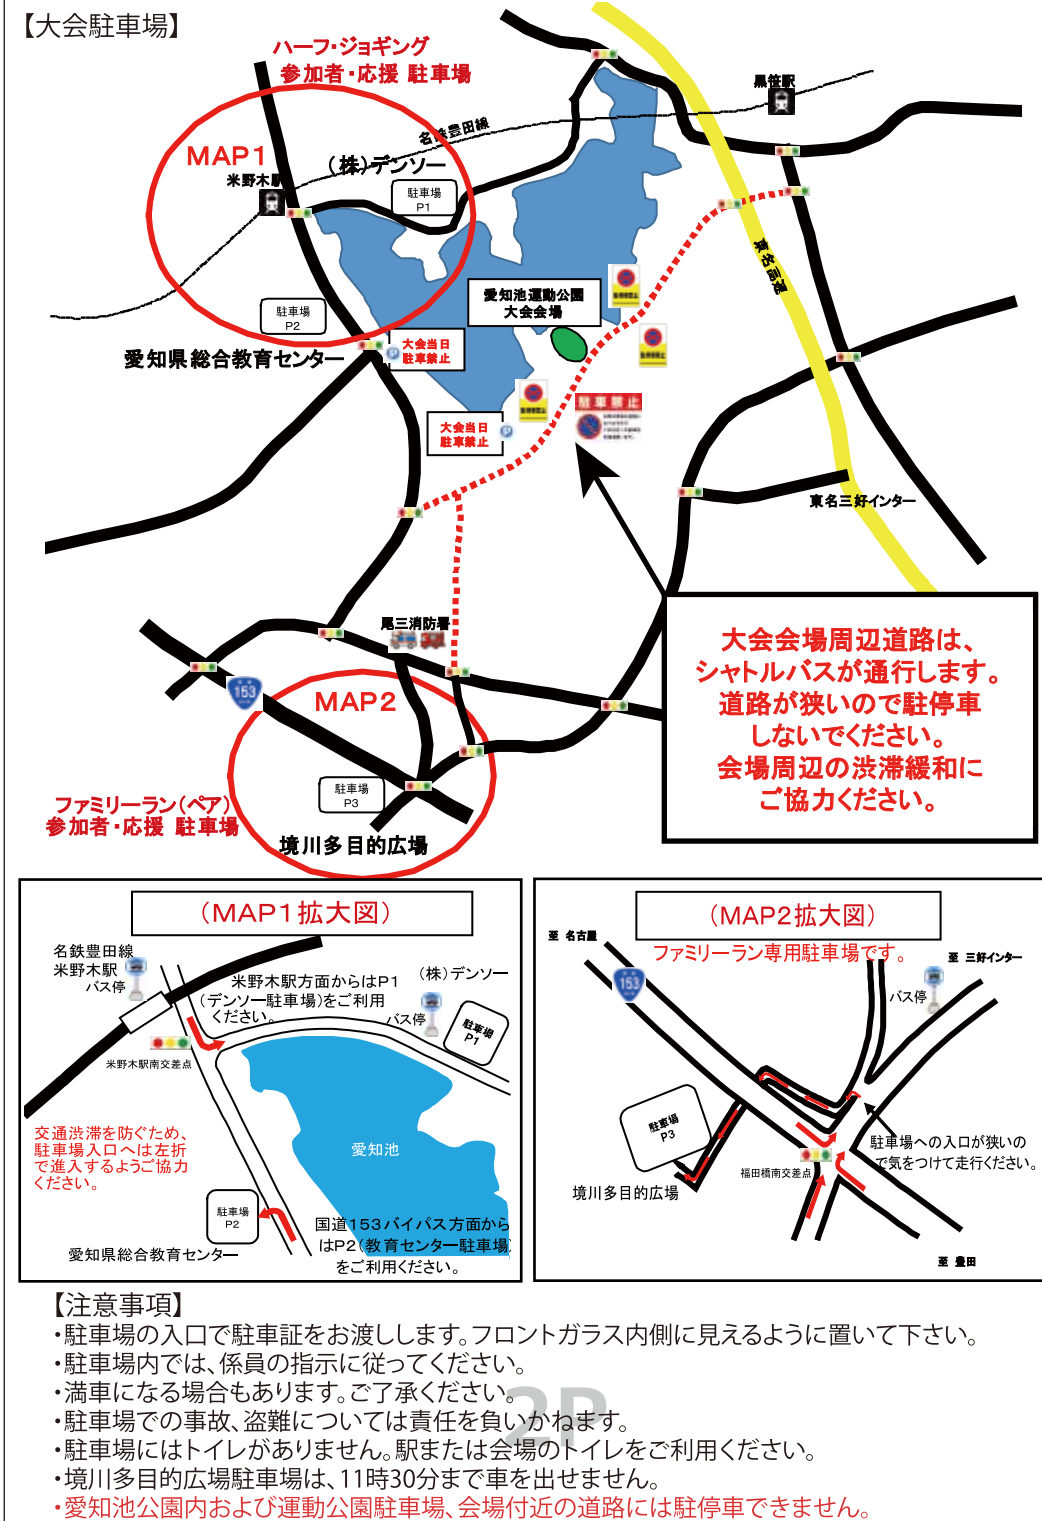 【大会駐車場】
ハーフ・ジョギング
参加者・応援 駐車場
MAP1
米野木駅
名鉄豊田線
(株)デンソー
駐車場
P1
黒笹駅
東名高速
駐車場
P2
愛知県総合教育センター
大会当日
駐車禁止
愛知池運動公園
大会会場
大会当日
駐車禁止
駐車禁止
東名三好インター
尾三消防署
153
MAP2
駐車場
P3
ファミリーラン(ペア)
参加者・応援 駐車場
境川多目的広場
大会会場周辺道路は、
シャトルバスが通行します。
道路が狭いので駐停車
しないでください。
会場周辺の渋滞緩和に
ご協力ください。
(MAP1拡大図)
名鉄豊田線
米野木駅
バス停
米野木駅方面からはP1
(デンソー駐車場)をご利用
ください。
(株)デンソー
バス停
駐車場
P1
米野木駅南交差点
交通渋滞を防ぐため、
駐車場入口へは左折
で進入するようご協力
ください。
愛知池
駐車場
P2
愛知県総合教育センター
国道153バイパス方面から
はP2(教育センター駐車場)
をご利用ください。
(MAP2拡大図)
ファミリーラン専用駐車場です。
至 名古屋
153
至 三好インター
バス停
駐車場
P3
境川多目的広場
福田橋南交差点
駐車場への入口が狭いの
で気をつけて走行ください。
至 豊田
【注意事項】
・駐車場の入口で駐車証をお渡しします。フロントガラス内側に見えるように置いて下さい。
・駐車場内では、係員の指示に従ってください。
・満車になる場合もあります。ご了承ください。
・駐車場での事故、盗難については責任を負いかねます。
・駐車場にはトイレがありません。駅または会場のトイレをご利用ください。
・境川多目的広場駐車場は、11時30分まで車を出せません。
・愛知池公園内および運動公園駐車場、会場付近の道路には駐停車できません。
2P